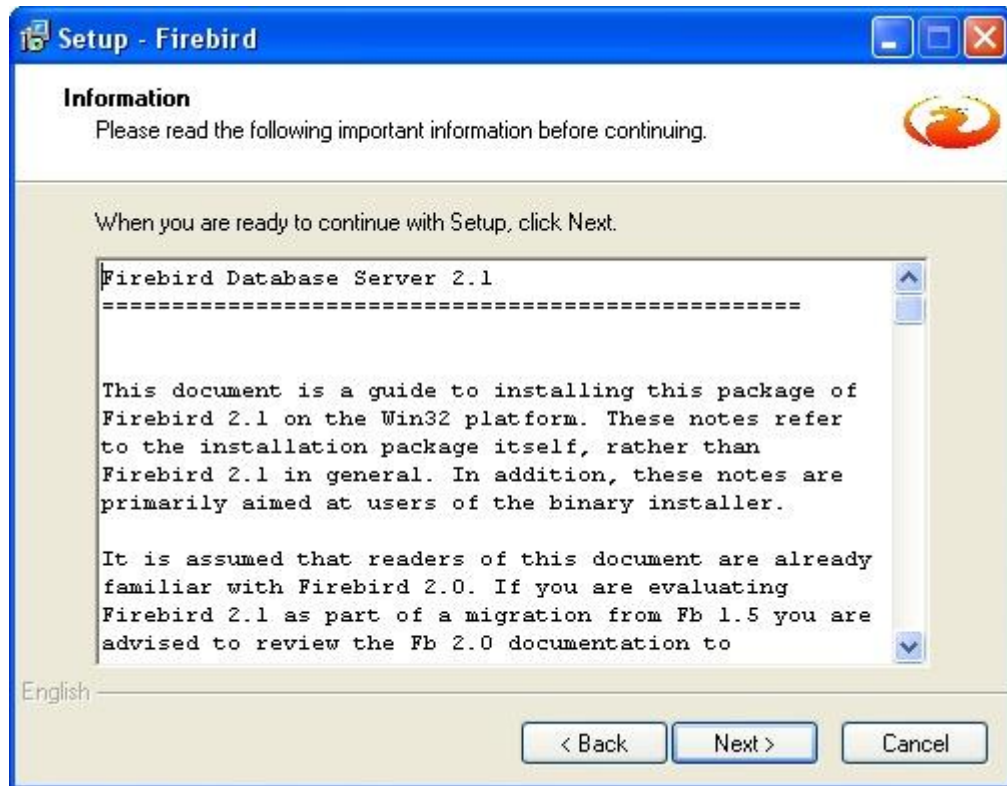 Setup - Firebird
Information
Please read the following important information before continuing.
When you are ready to continue with Setup, click Next.
Firebird Database Server 2.1
==================================================
This document is a guide to installing this package of
Firebird 2.1 on the Win32 platform. These notes refer
to the installation package itself, rather than
Firebird 2.1 in general. In addition, these notes are
primarily aimed at users of the binary installer.
It is assumed that readers of this document are already
familiar with Firebird 2.0. If you are evaluating
Firebird 2.1 as part of a migration from Fb 1.5 you are
advised to review the Fb 2.0 documentation to
English
< Back
Next >
Cancel